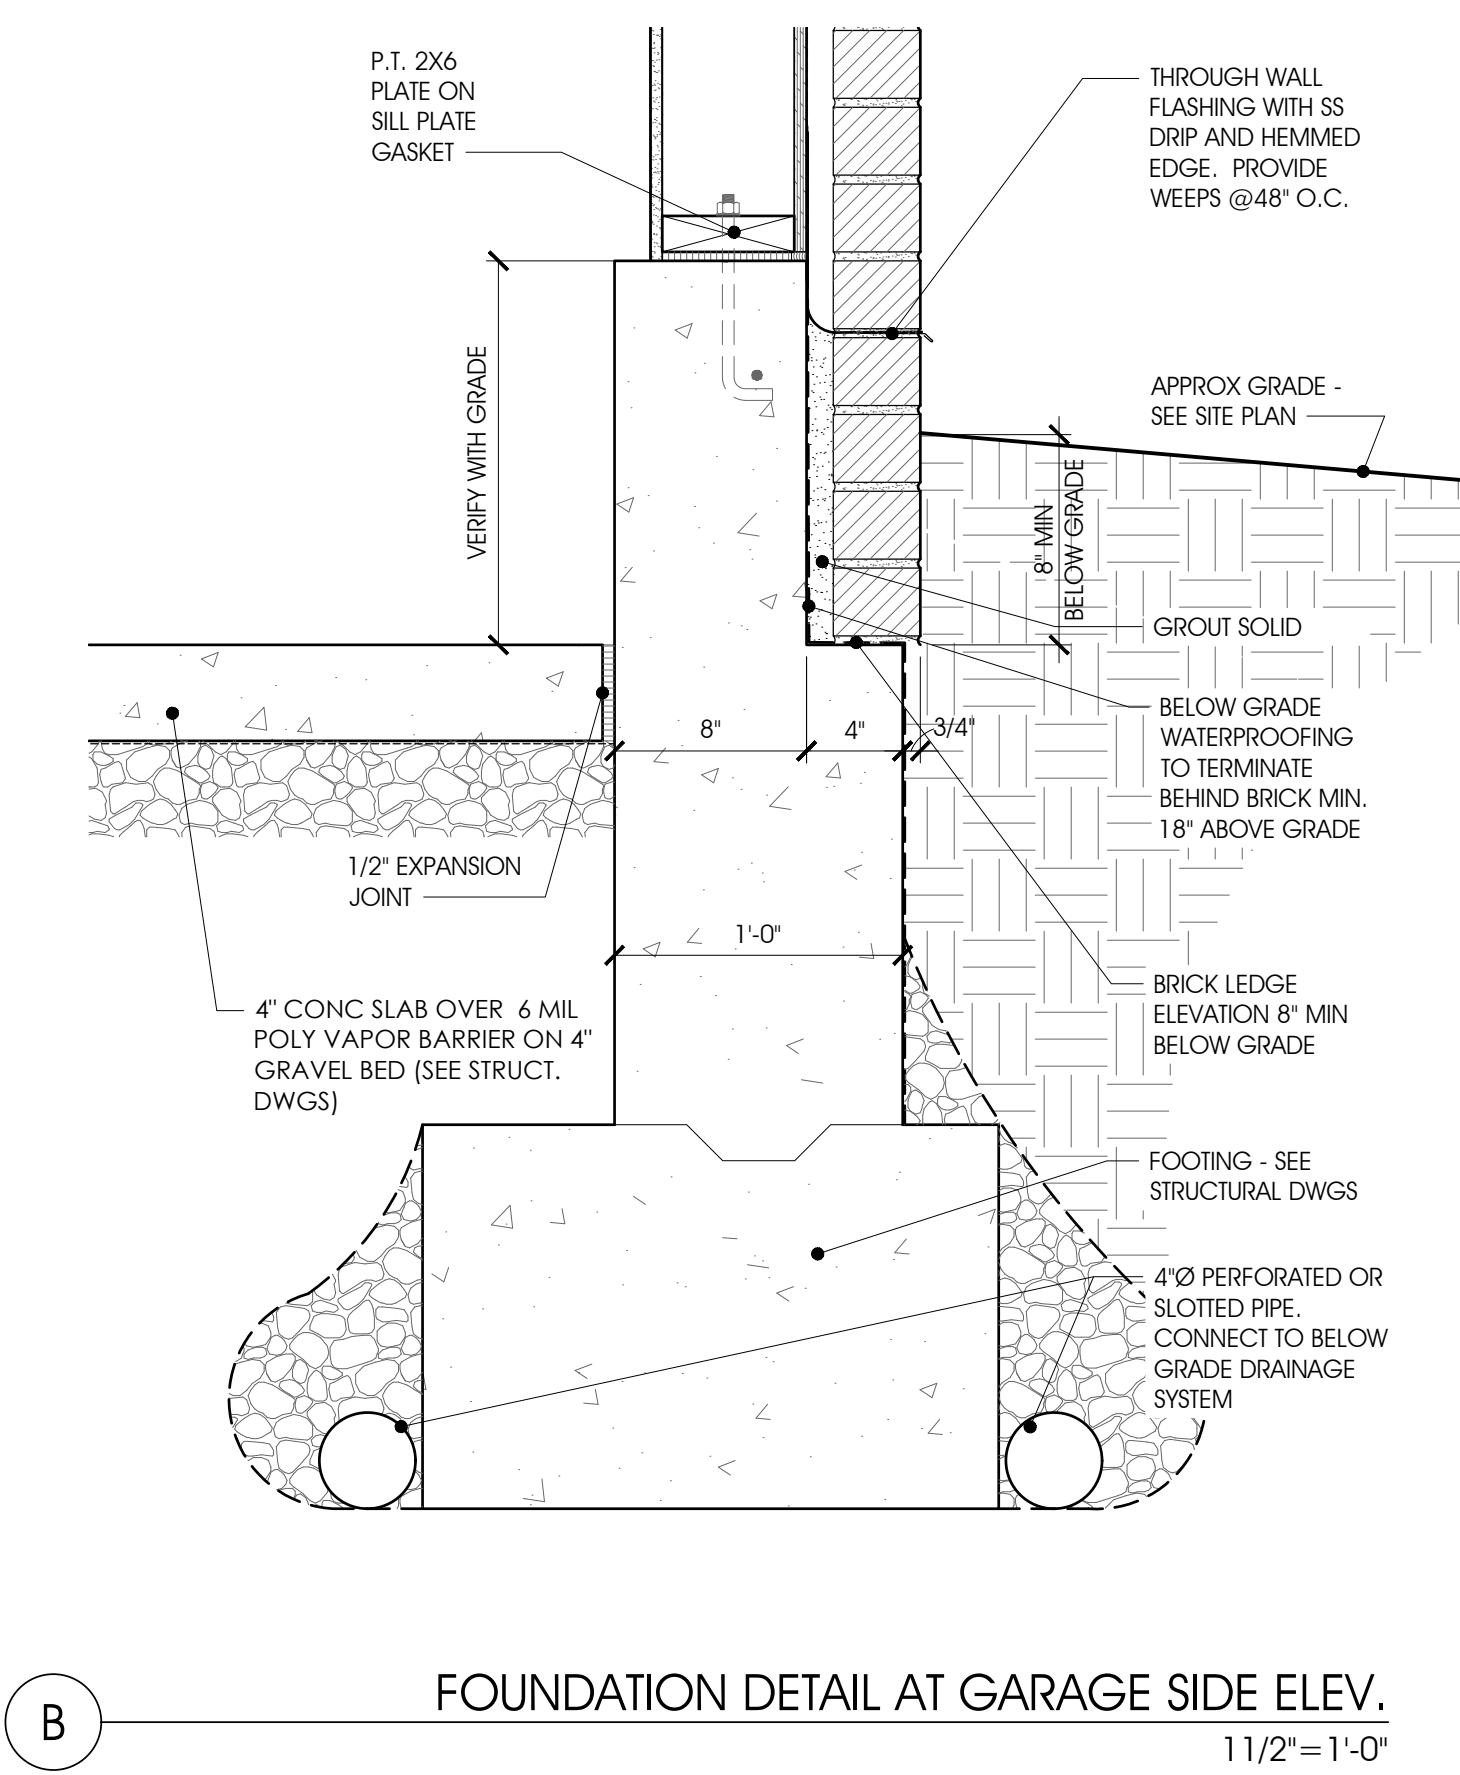 P.T. 2X6
PLATE ON
SILL PLATE
GASKET
THROUGH WALL
FLASHING WITH SS
DRIP AND HEMMED
EDGE.  PROVIDE
WEEPS @48" O.C.
VERIFY WITH GRADE
APPROX GRADE -
SEE SITE PLAN
8" MIN
BELOW GRADE
GROUT SOLID
BELOW GRADE
WATERPROOFING
TO TERMINATE
BEHIND BRICK MIN.
18" ABOVE GRADE
8"
4"
3/4"
1/2" EXPANSION
JOINT
1'-0"
BRICK LEDGE
ELEVATION 8" MIN
BELOW GRADE
4" CONC SLAB OVER  6 MIL
POLY VAPOR BARRIER ON 4"
GRAVEL BED (SEE STRUCT.
DWGS)
FOOTING - SEE
STRUCTURAL DWGS
4"Ø PERFORATED OR
SLOTTED PIPE.
CONNECT TO BELOW
GRADE DRAINAGE
SYSTEM
B
FOUNDATION DETAIL AT GARAGE SIDE ELEV.
11/2"=1'-0"